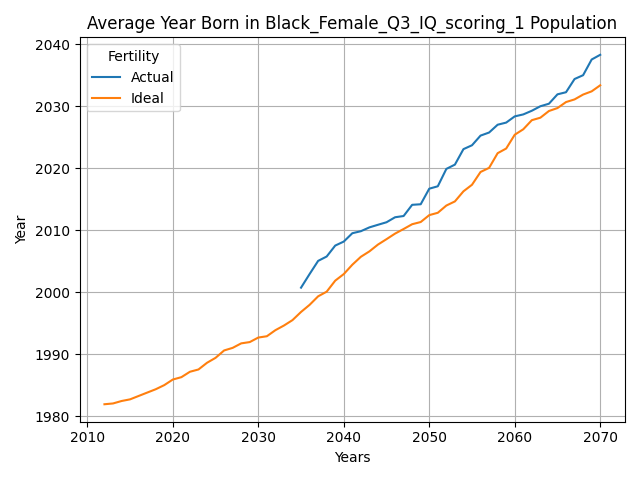 Average Year Born in Black_Female_Q3_IQ_scoring_1 Population
Fertility
Actual
Ideal
2040
2030
2020
2010
2000
1990
1980
Year
2010 2020 2030 2040 2050 2060 2070
Years